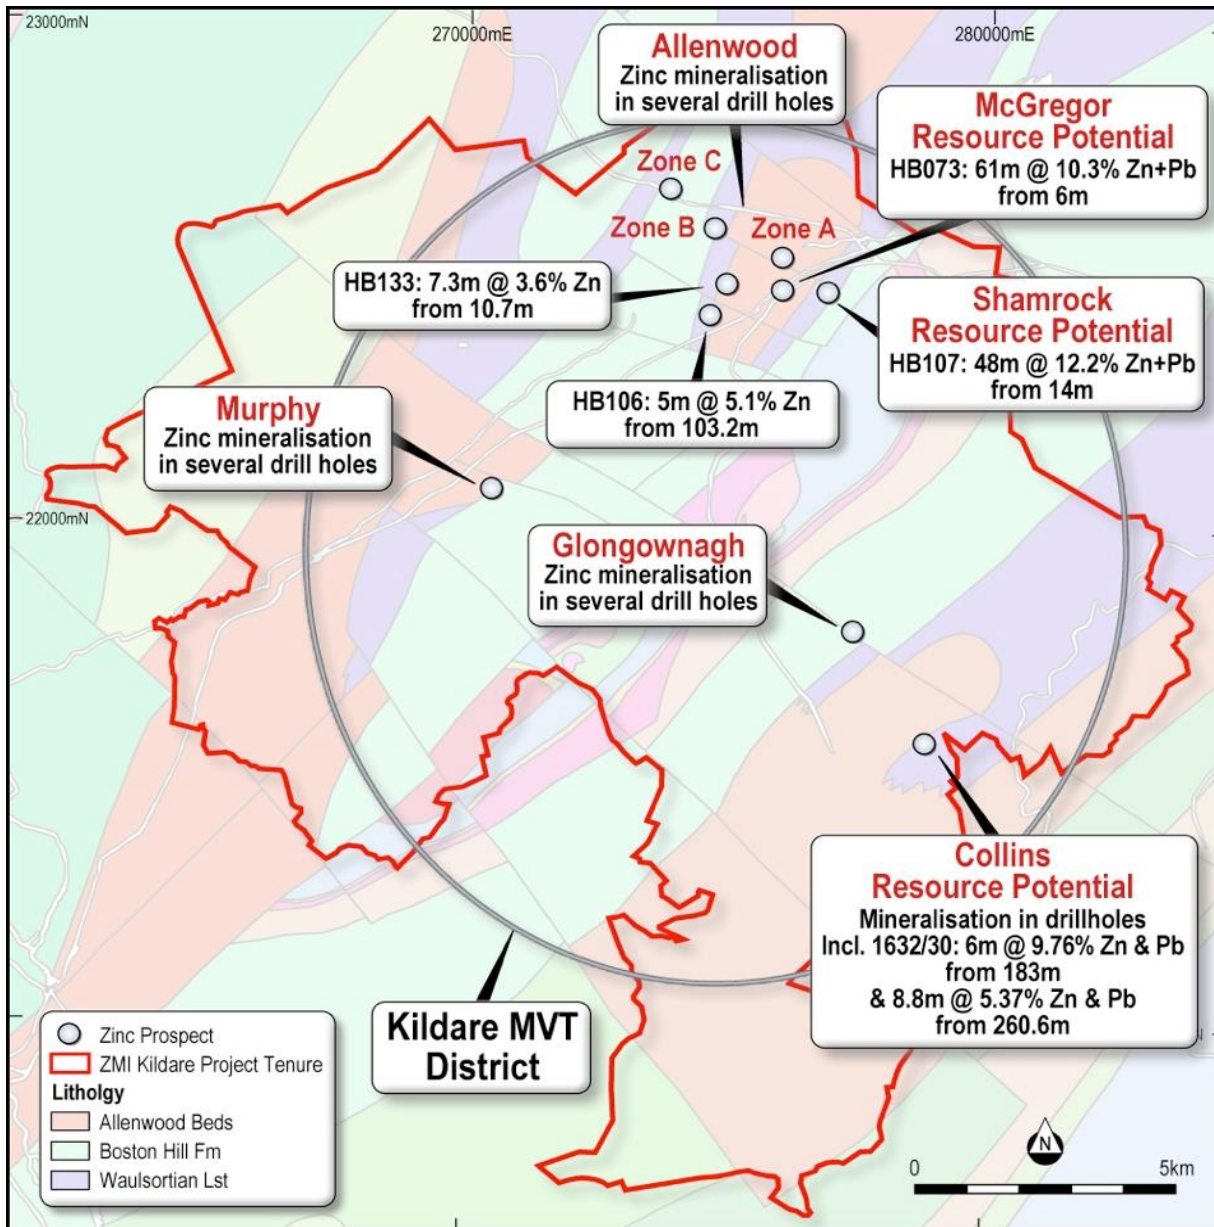 23000mN
270000mE
280000mE
Allenwood
Zinc mineralisation
in several drill holes
McGregor
Resource Potential
HB073: 61m @ 10.3% Zn+Pb
from 6m
Zone C
Zone B
Zone A
HB133: 7.3m @ 3.6% Zn
from 10.7m
Shamrock
Resource Potential
HB107: 48m @ 12.2% Zn+Pb
from 14m
HB106: 5m @ 5.1% Zn
from 103.2m
Murphy
Zinc mineralisation
in several drill holes
22000mN
Glongownagh
Zinc mineralisation
in several drill holes
Collins
Resource Potential
Mineralisation in drillholes
Incl. 1632/30: 6m @ 9.76% Zn & Pb
from 183m
& 8.8m @ 5.37% Zn & Pb
from 260.6m
Kildare MVT
District
Zinc Prospect
ZMI Kildare Project Tenure
Lithology
Allenwood Beds
Boston Hill Fm
Waulsortian Lst
N
0
5km